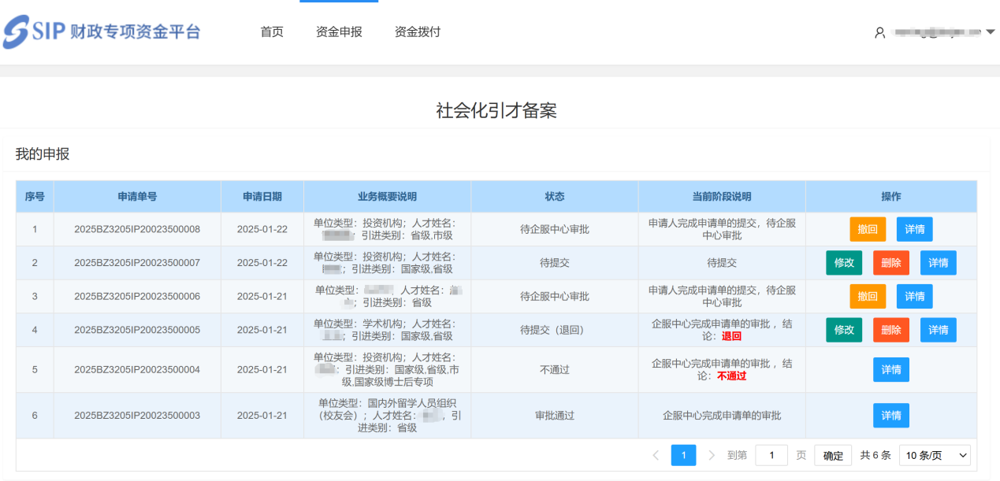 SIP 财政专项资金平台
首页 资金申报 资金拨付
社会化引才备案
我的申报
序号 申请单号 申请日期 业务概要说明 状态 当前阶段说明 操作
1 2025BZ3205IP20023500008 2025-01-22 单位类型：投资机构；人才姓名： 待企服中心审批 申请人完成申请单的提交，待企服 撤回 详情
；引进类别：省级,市级 中心审批
2 2025BZ3205IP20023500007 2025-01-22 单位类型：投资机构；人才姓名： 待提交 待提交 修改 删除 详情
；引进类别：国家级,省级
3 2025BZ3205IP20023500006 2025-01-21 单位类型： ，人才姓名： 待企服中心审批 申请人完成申请单的提交，待企服 撤回 详情
；引进类别：省级 中心审批
4 2025BZ3205IP20023500005 2025-01-21 单位类型：学术机构；人才姓名： 待提交（退回） 企服中心完成申请单的审批 ，结 修改 删除 详情
；引进类别：国家级,省级 论：退回
5 2025BZ3205IP20023500004 2025-01-21 单位类型：投资机构；人才姓名： 不通过 企服中心完成申请单的审批 ，结 详情
；引进类别：国家级,省级,市 论：不通过
级,国家级博士后专项
6 2025BZ3205IP20023500003 2025-01-21 单位类型：国内外留学人员组织 审批通过 企服中心完成申请单的审批 详情
（校友会）；人才姓名： ，引
进类别：省级
1 到第 1 页 确定 共 6 条 10 条/页